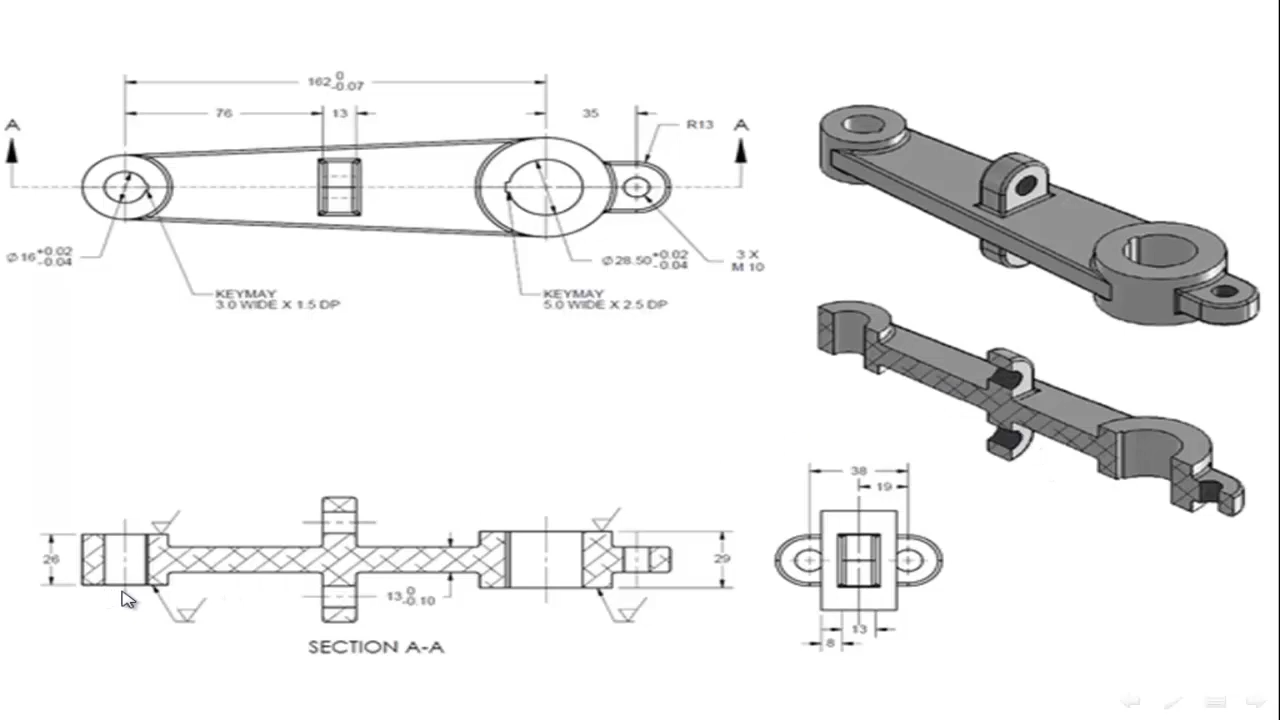 162 0 -0.07
76
13
35
R13
A
A
Ø16 +0.02 -0.04
Ø28.50 +0.02 -0.04
3 X
M 10
KEYMAY
3.0 WIDE X 1.5 DP
KEYMAY
5.0 WIDE X 2.5 DP
38
19
26
29
13 0 -0.10
13
8
SECTION A-A